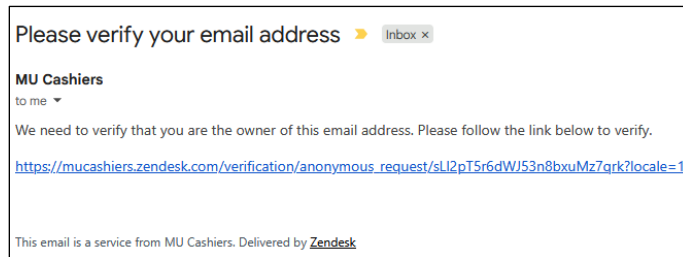 Please verify your email address
Inbox ×
MU Cashiers
to me
We need to verify that you are the owner of this email address. Please follow the link below to verify.
https://mucashiers.zendesk.com/verification/anonymous_request/sLI2pT5r6dWJ53n8bxuMz7qrk?locale=1
This email is a service from MU Cashiers. Delivered by Zendesk